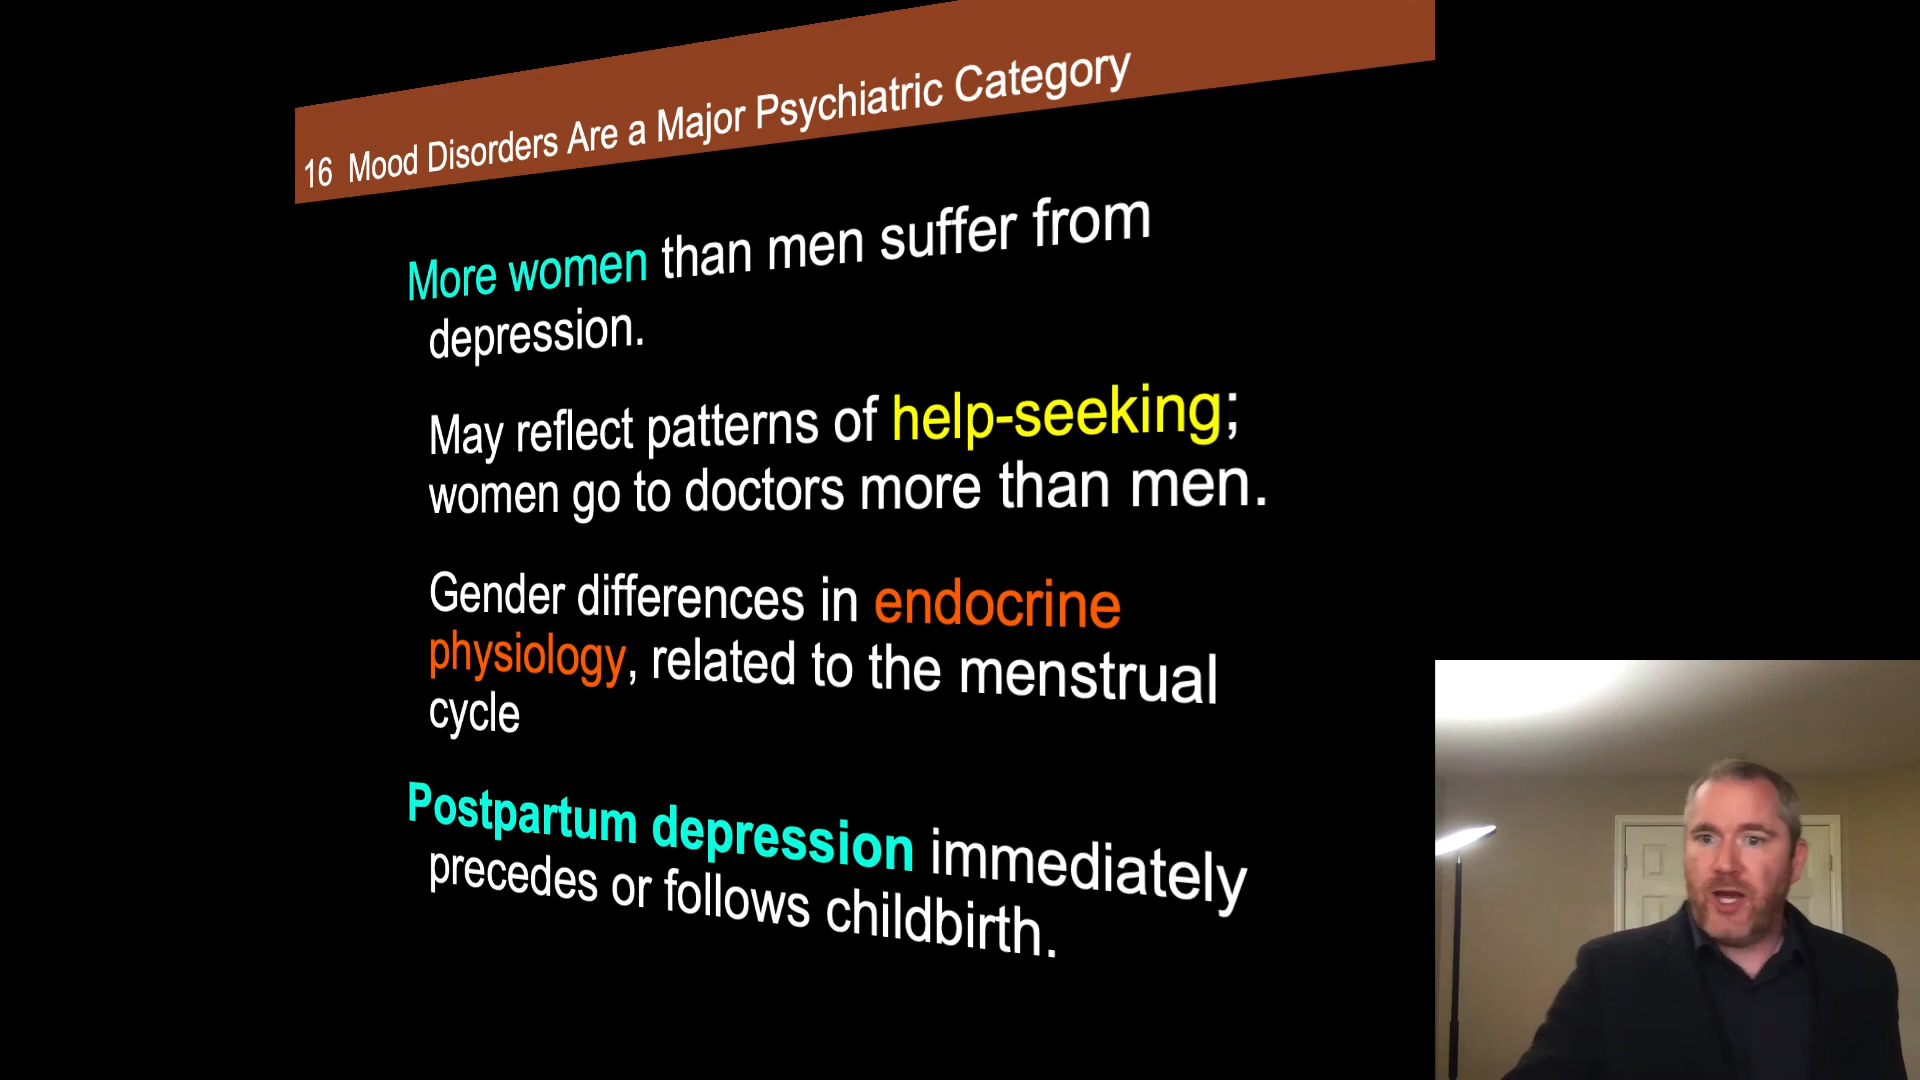 16 Mood Disorders Are a Major Psychiatric Category
More women than men suffer from
depression.
May reflect patterns of help-seeking;
women go to doctors more than men.
Gender differences in endocrine
physiology, related to the menstrual
cycle
Postpartum depression immediately
precedes or follows childbirth.